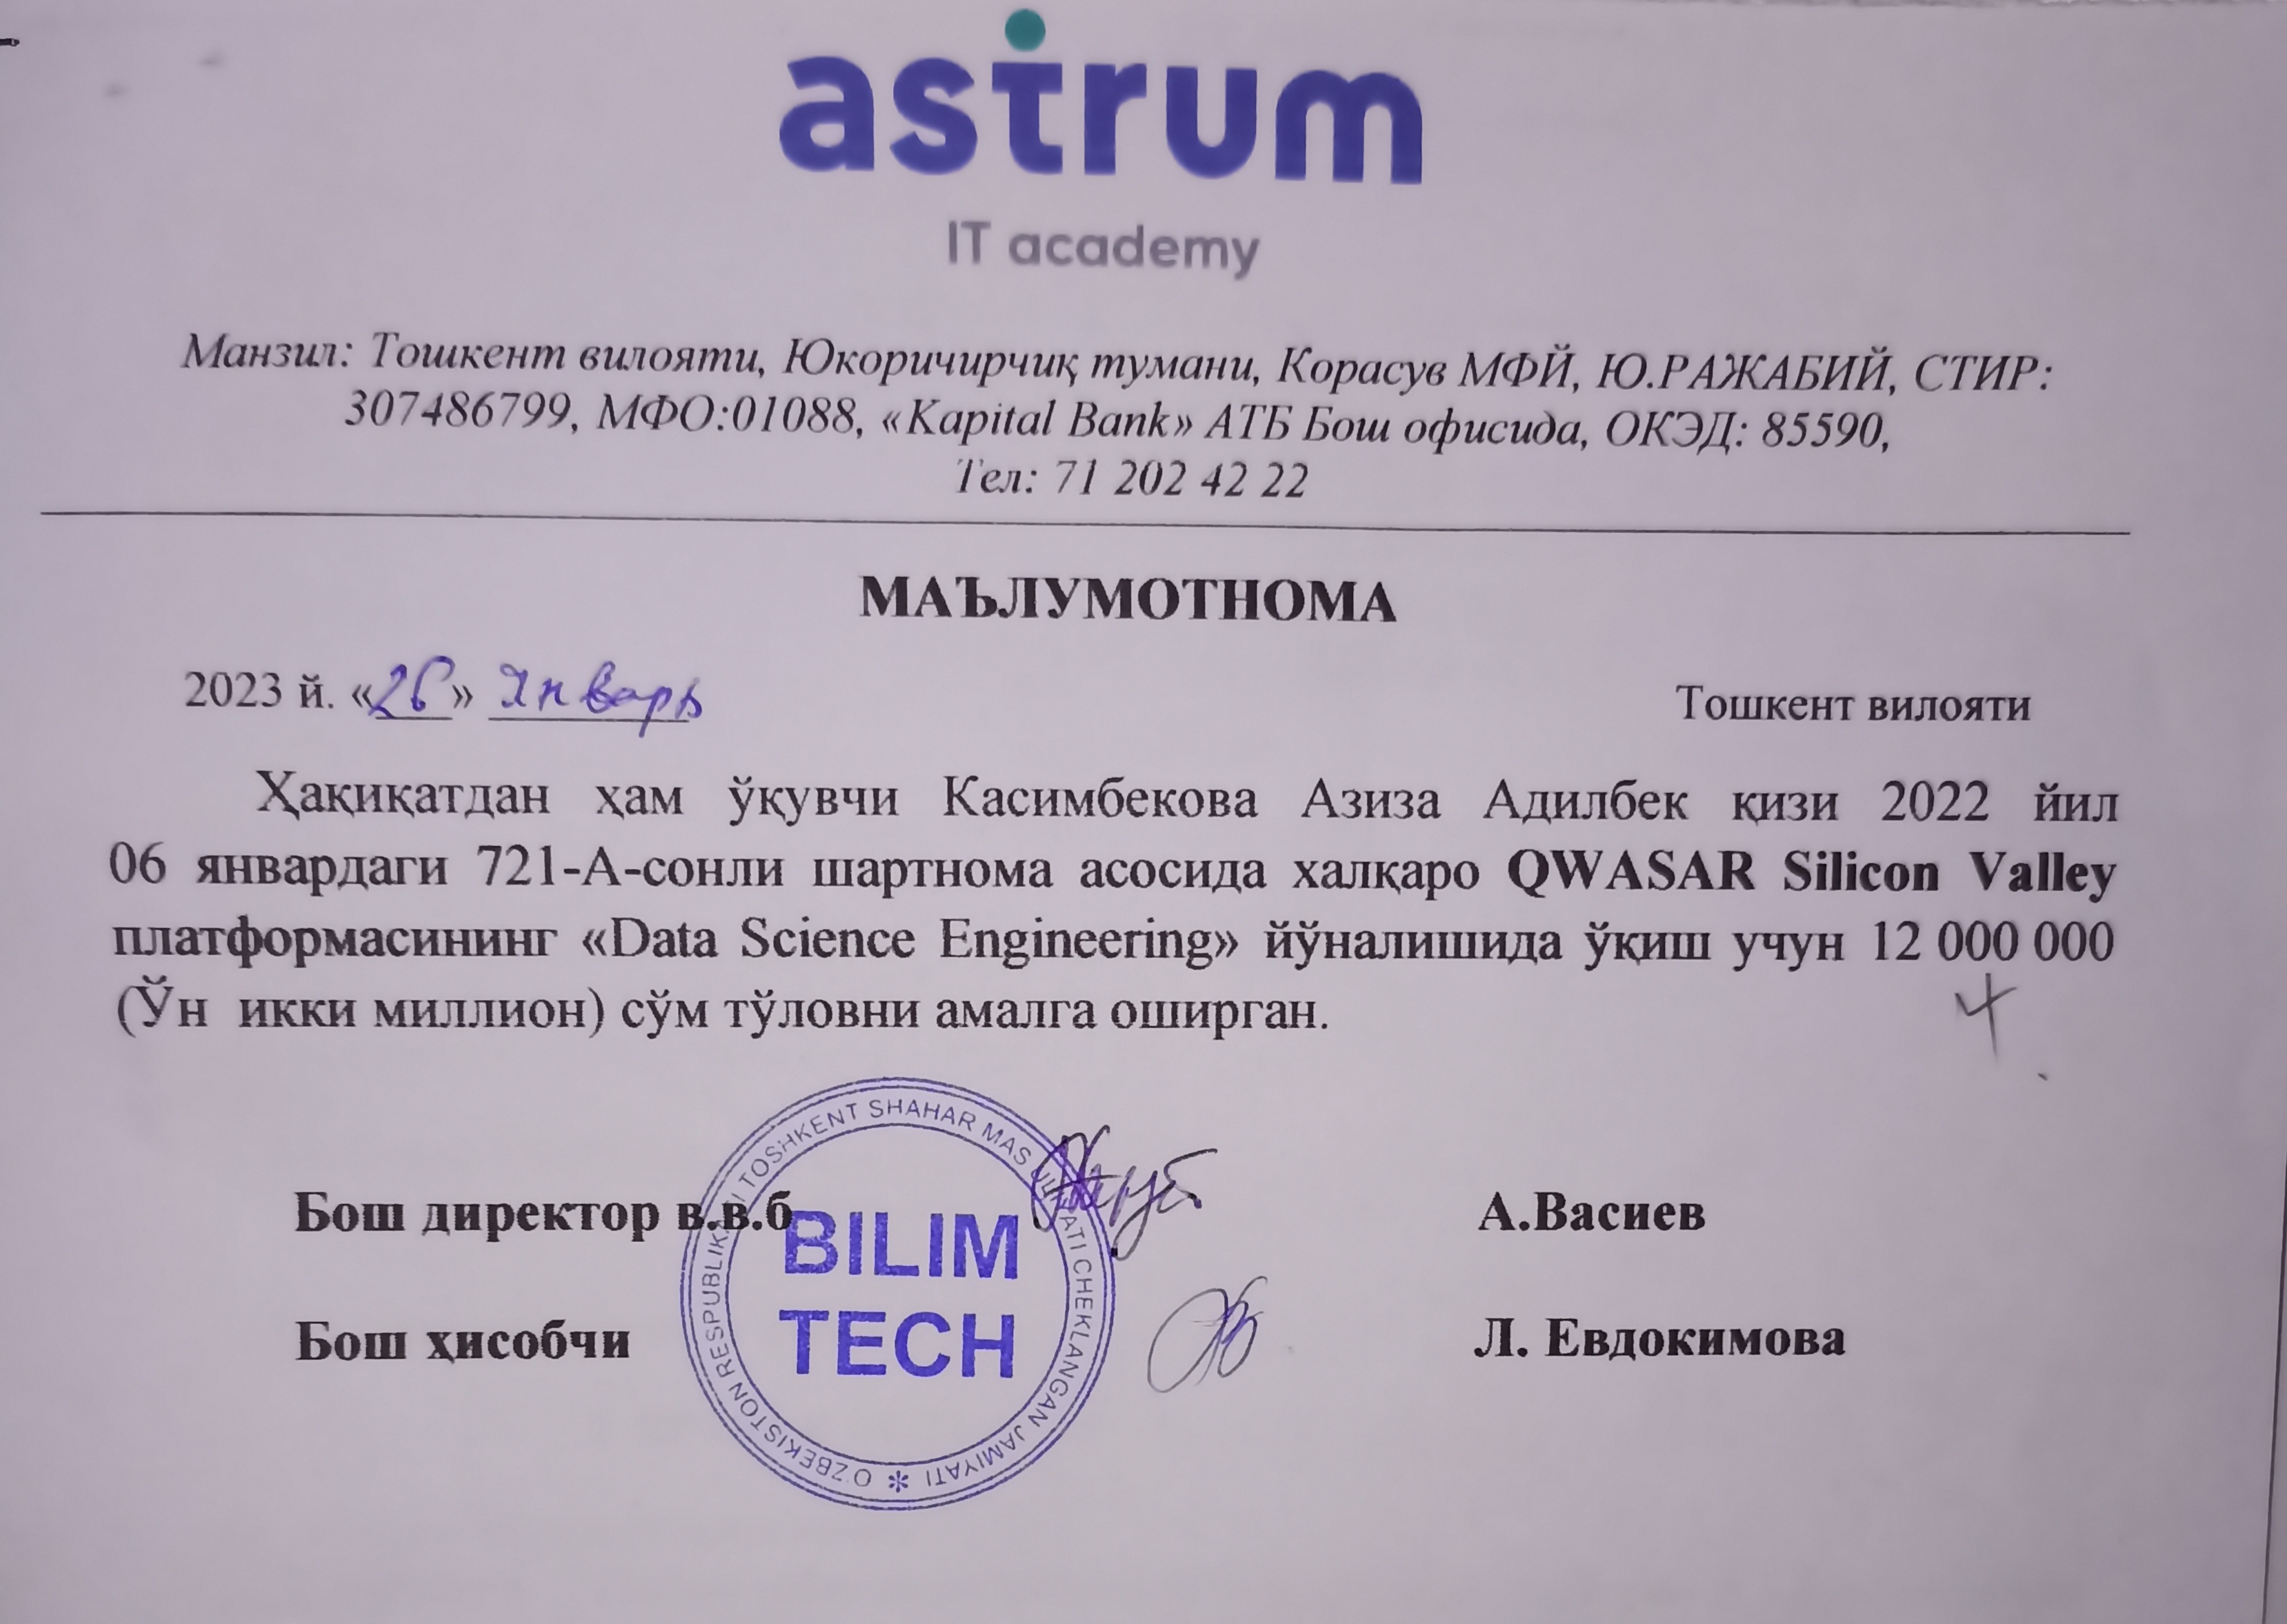 astrum
IT academy
Манзил: Тошкент вилояти, Юкоричирчиқ тумани, Корасув МФЙ, Ю.РАЖАБИЙ, СТИР:
307486799, МФО:01088, «Kapital Bank» АТБ Бош офисида, ОКЭД: 85590,
Тел: 71 202 42 22
МАЪЛУМОТНОМА
2023 й. «26» Январь Тошкент вилояти
Ҳақиқатдан ҳам ўқувчи Касимбекова Азиза Адилбек қизи 2022 йил
06 январдаги 721-А-сонли шартнома асосида халқаро QWASAR Silicon Valley
платформасининг «Data Science Engineering» йўналишида ўқиш учун 12 000 000
(Ўн икки миллион) сўм тўловни амалга оширган.
Бош директор в.в.б А.Васиев
Бош ҳисобчи Л. Евдокимова
BILIM
TECH
O'ZBEKISTON RESPUBLIKASI TOSHKENT SHAHAR MAS'ULIYATI CHEKLANGAN JAMIYATI